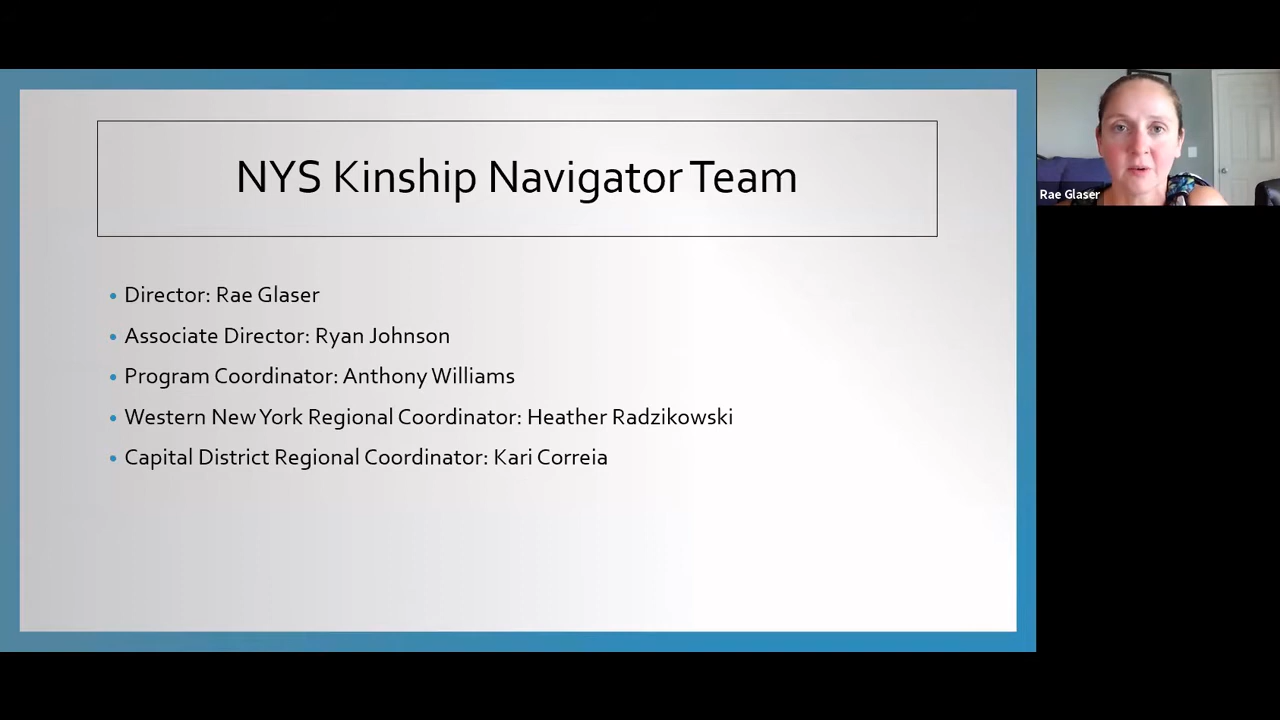 NYS Kinship Navigator Team
• Director: Rae Glaser
• Associate Director: Ryan Johnson
• Program Coordinator: Anthony Williams
• Western New York Regional Coordinator: Heather Radzikowski
• Capital District Regional Coordinator: Kari Correia
Rae Glaser